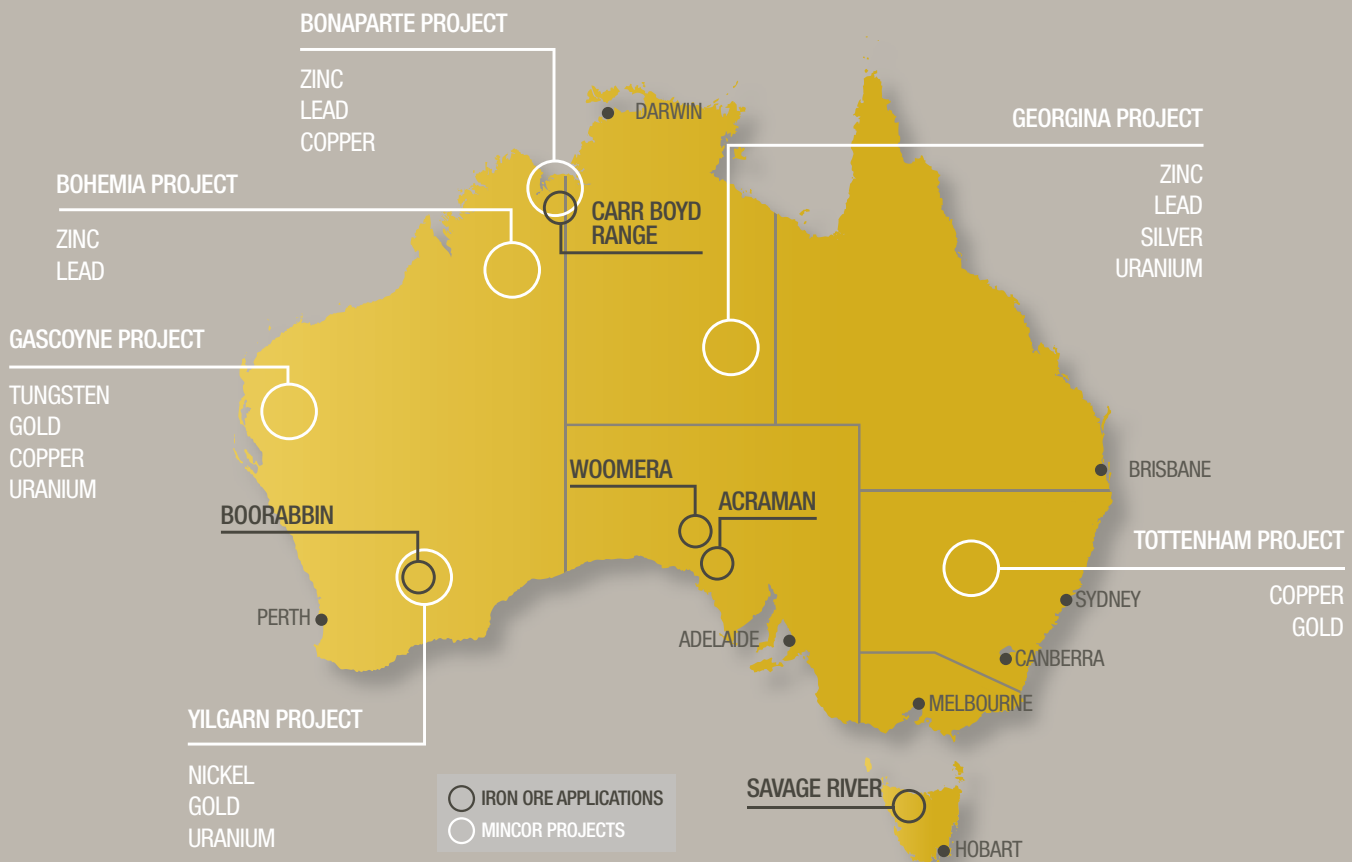 BONAPARTE PROJECT
ZINC
LEAD
COPPER
DARWIN
GEORGINA PROJECT
ZINC
LEAD
SILVER
URANIUM
BOHEMIA PROJECT
ZINC
LEAD
CARR BOYD
RANGE
GASCOYNE PROJECT
TUNGSTEN
GOLD
COPPER
URANIUM
WOOMERA
ACRAMAN
BRISBANE
BOORABBIN
TOTTENHAM PROJECT
COPPER
GOLD
PERTH
ADELAIDE
SYDNEY
CANBERRA
MELBOURNE
YILGARN PROJECT
NICKEL
GOLD
URANIUM
IRON ORE APPLICATIONS
MINCOR PROJECTS
SAVAGE RIVER
HOBART